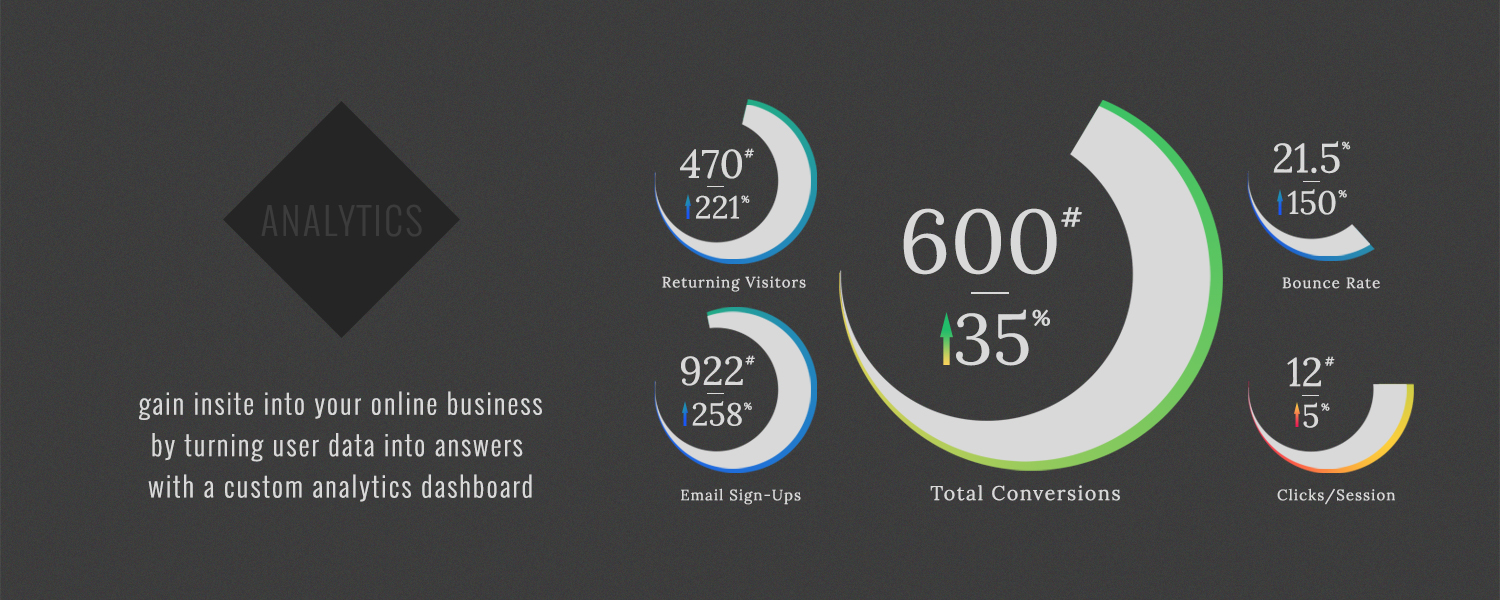 ANALYTICS
gain insite into your online business
by turning user data into answers
with a custom analytics dashboard
470#
221%
Returning Visitors
922#
258%
Email Sign-Ups
600#
35%
Total Conversions
21.5%
150%
Bounce Rate
12#
5%
Clicks/Session